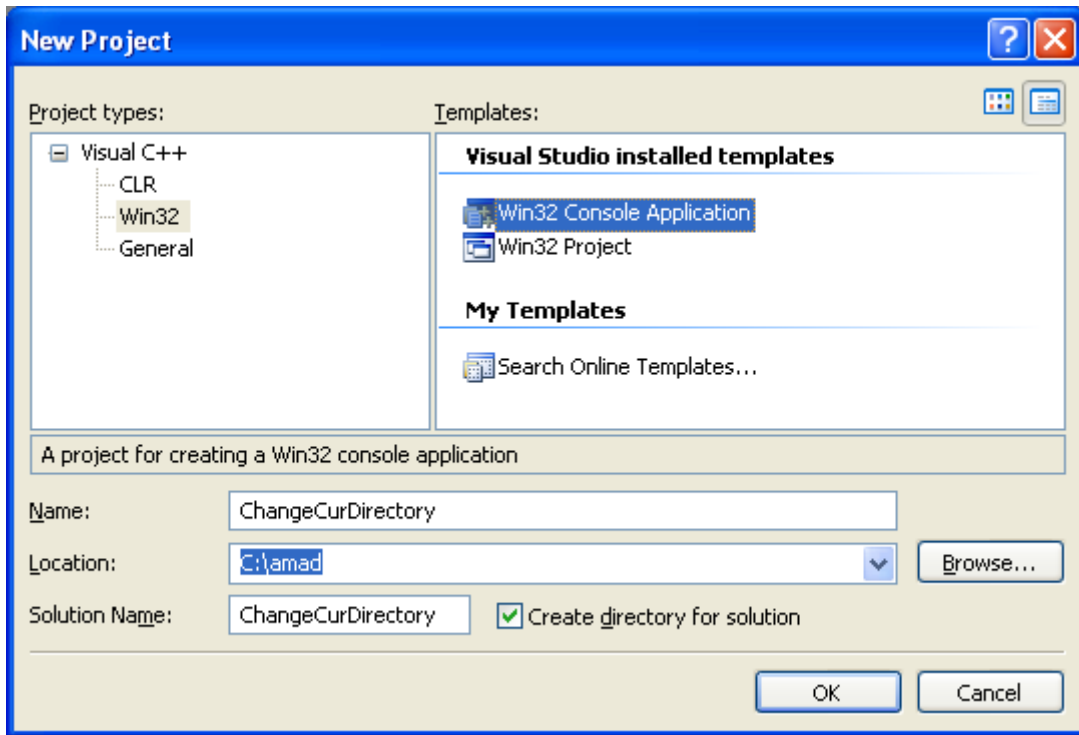 New Project
Project types:
Visual C++
CLR
Win32
General
Templates:
Visual Studio installed templates
Win32 Console Application
Win32 Project
My Templates
Search Online Templates...
A project for creating a Win32 console application
Name:
ChangeCurDirectory
Location:
C:\amad
Browse...
Solution Name:
ChangeCurDirectory
Create directory for solution
OK
Cancel